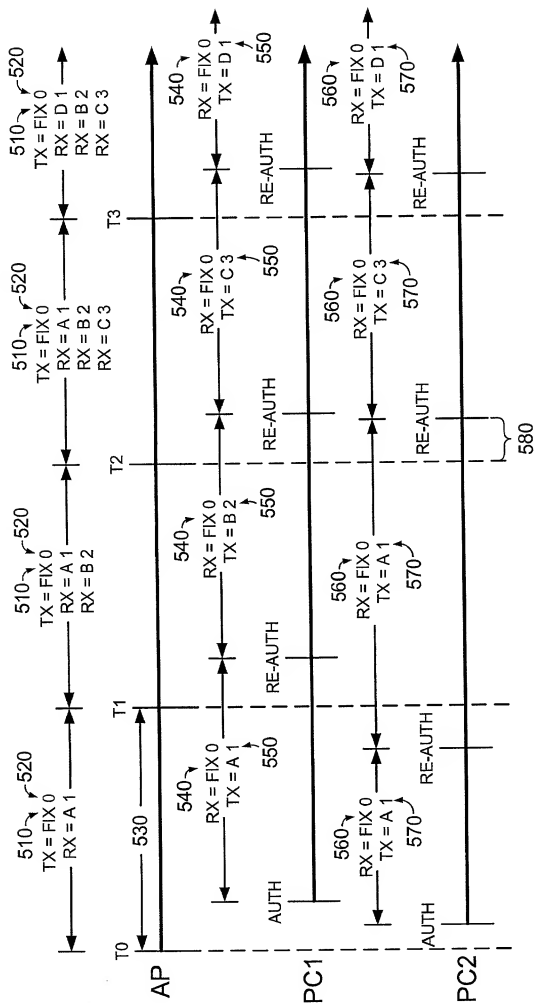 510 520
TX = FIX 0
RX = A 1
510 520
TX = FIX 0
RX = A 1
RX = B 2
510 520
TX = FIX 0
RX = A 1
RX = B 2
RX = C 3
510 520
TX = FIX 0
RX = D 1
RX = B 2
RX = C 3
T0 530 T1 T2 T3
AP
540
RX = FIX 0
TX = A 1
550
540
RX = FIX 0
TX = B 2
550
540
RX = FIX 0
TX = C 3
550
540
RX = FIX 0
TX = D 1
550
AUTH RE-AUTH RE-AUTH RE-AUTH
PC1
560
RX = FIX 0
TX = A 1
570
560
RX = FIX 0
TX = A 1
570
560
RX = FIX 0
TX = C 3
570
560
RX = FIX 0
TX = D 1
570
AUTH RE-AUTH RE-AUTH RE-AUTH
PC2
580